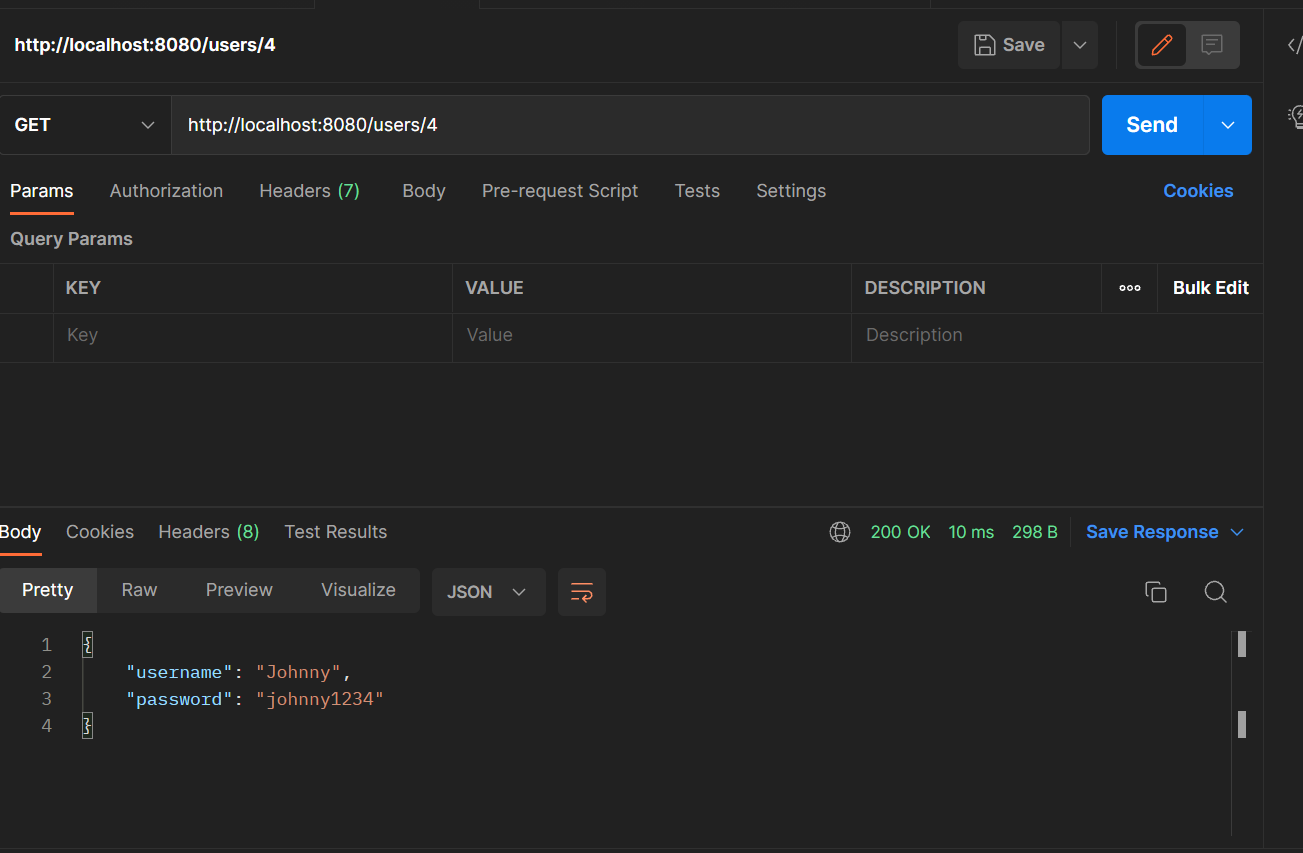 http://localhost:8080/users/4 Save
GET http://localhost:8080/users/4 Send
Params Authorization Headers (7) Body Pre-request Script Tests Settings Cookies
Query Params
KEY VALUE DESCRIPTION Bulk Edit
Key Value Description
Body Cookies Headers (8) Test Results 200 OK 10 ms 298 B Save Response
Pretty Raw Preview Visualize JSON
1 {
2 "username": "Johnny",
3 "password": "johnny1234"
4 }